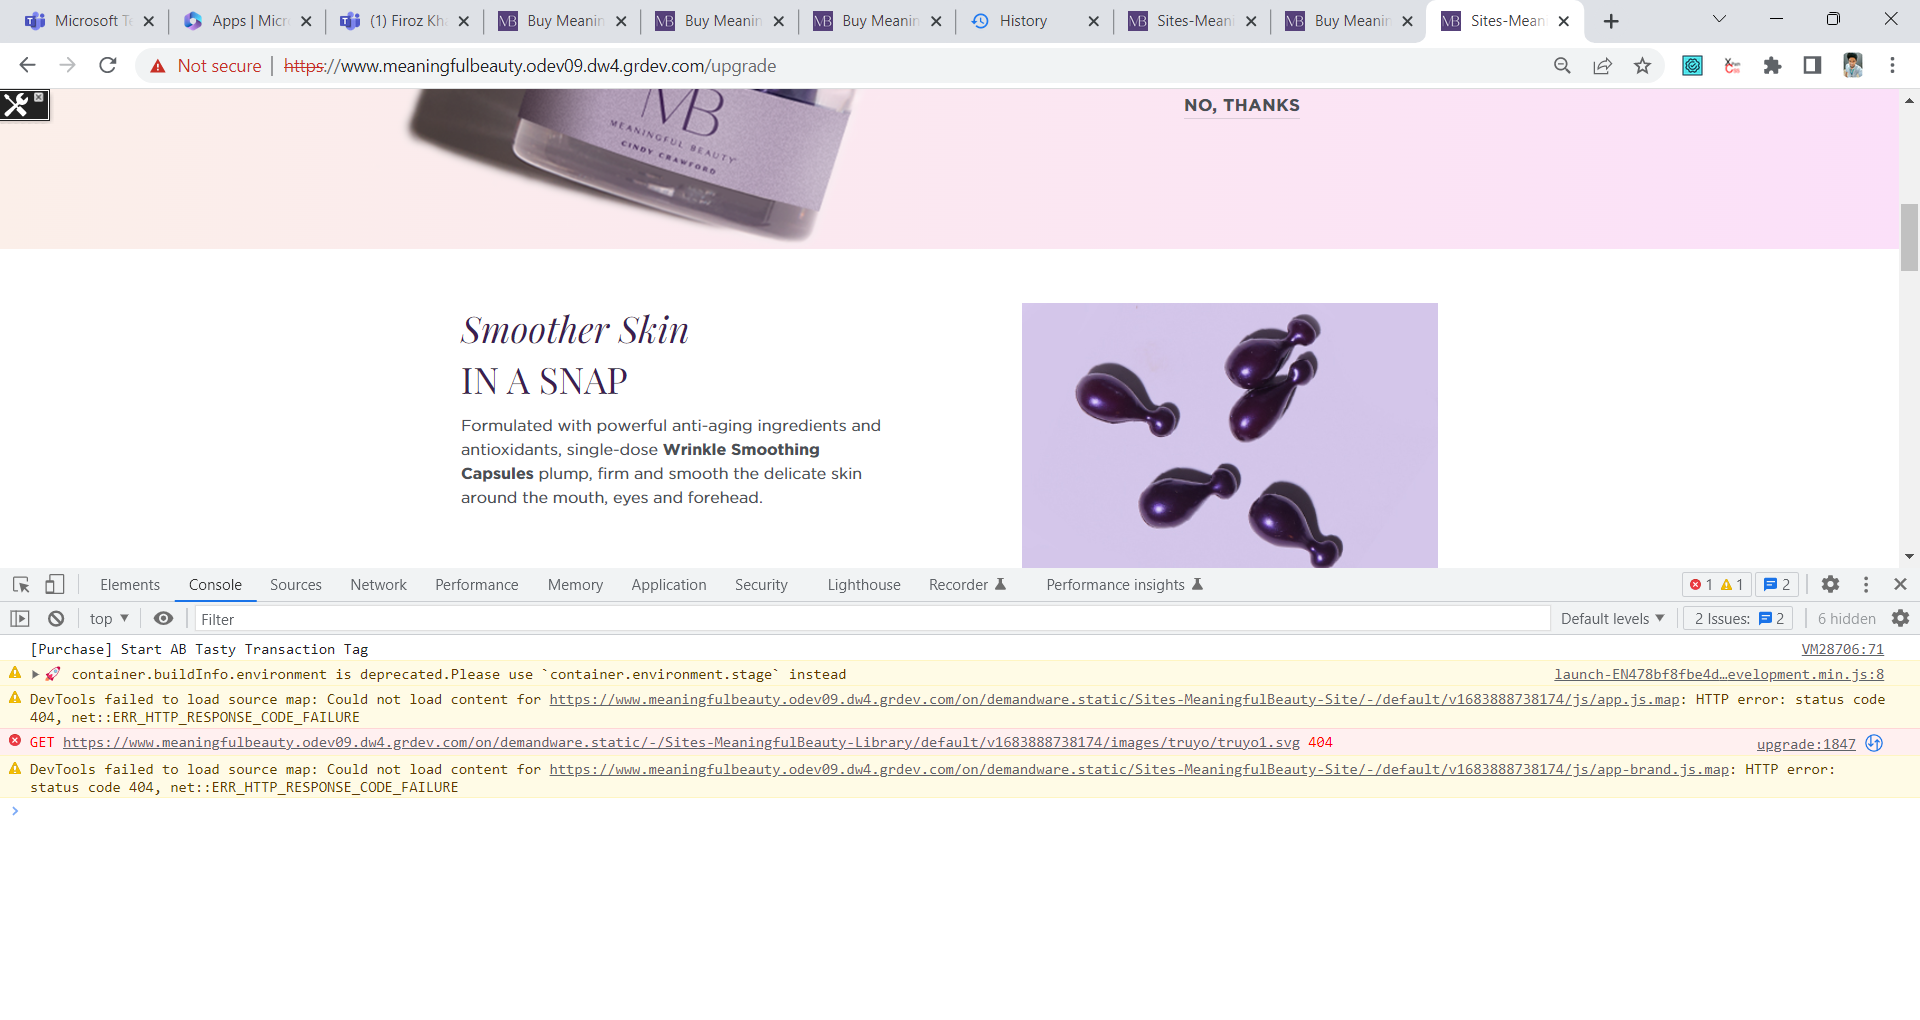 Microsoft Te
Apps | Micr
(1) Firoz Kh
Buy Meanin
Buy Meanin
Buy Meanin
History
Sites-Meani
Buy Meanin
Sites-Mean
Not secure
https://www.meaningfulbeauty.odev09.dw4.grdev.com/upgrade
MB
MEANINGFUL BEAUTY
CINDY CRAWFORD
NO, THANKS
Smoother Skin
IN A SNAP
Formulated with powerful anti-aging ingredients and
antioxidants, single-dose Wrinkle Smoothing
Capsules plump, firm and smooth the delicate skin
around the mouth, eyes and forehead.
Elements Console Sources Network Performance Memory Application Security Lighthouse Recorder Performance insights 1 1 2
top Filter Default levels 2 Issues: 2 6 hidden
[Purchase] Start AB Tasty Transaction Tag VM28706:71
container.buildInfo.environment is deprecated.Please use `container.environment.stage` instead launch-EN478bf8fbe4d…evelopment.min.js:8
DevTools failed to load source map: Could not load content for https://www.meaningfulbeauty.odev09.dw4.grdev.com/on/demandware.static/Sites-MeaningfulBeauty-Site/-/default/v1683888738174/js/app.js.map: HTTP error: status code
404, net::ERR_HTTP_RESPONSE_CODE_FAILURE
GET https://www.meaningfulbeauty.odev09.dw4.grdev.com/on/demandware.static/-/Sites-MeaningfulBeauty-Library/default/v1683888738174/images/truyo/truyo1.svg 404 upgrade:1847
DevTools failed to load source map: Could not load content for https://www.meaningfulbeauty.odev09.dw4.grdev.com/on/demandware.static/Sites-MeaningfulBeauty-Site/-/default/v1683888738174/js/app-brand.js.map: HTTP error:
status code 404, net::ERR_HTTP_RESPONSE_CODE_FAILURE